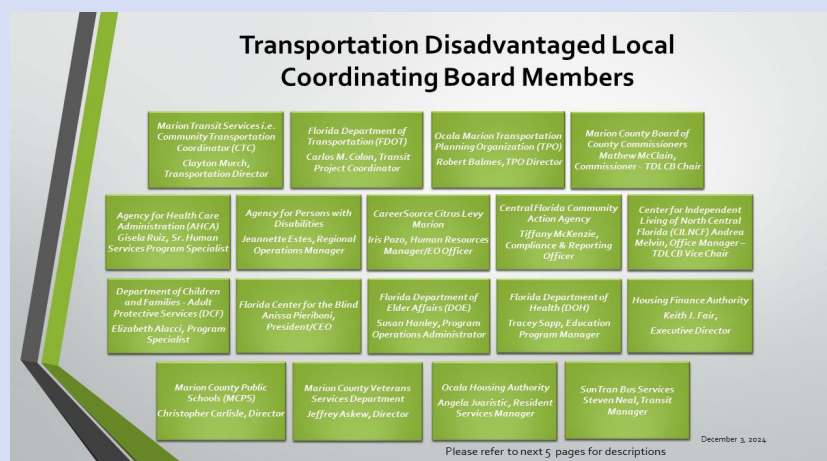 Transportation Disadvantaged Local
Coordinating Board Members
Marion Transit Services i.e.
Community Transportation
Coordinator (CTC)
Clayton Murch,
Transportation Director
Florida Department of
Transportation (FDOT)
Carlos M. Colon, Transit
Project Coordinator
Ocala Marion Transportation
Planning Organization (TPO)
Robert Balmes, TPO Director
Marion County Board of
County Commissioners
Mathew McClain,
Commissioner - TDLCB Chair
Agency for Health Care
Administration (AHCA)
Gisela Ruiz, Sr. Human
Services Program Specialist
Agency for Persons with
Disabilities
Jeannette Estes, Regional
Operations Manager
CareerSource Citrus Levy
Marion
Iris Pozo, Human Resources
Manager/EO Officer
Central Florida Community
Action Agency
Tiffany McKenzie,
Compliance & Reporting
Officer
Center for Independent
Living of North Central
Florida (CILNCF) Andrea
Melvin, Office Manager –
TDLCB Vice Chair
Department of Children
and Families - Adult
Protective Services (DCF)
Elizabeth Alacci, Program
Specialist
Florida Center for the Blind
Anissa Pieriboni,
President/CEO
Florida Department of
Elder Affairs (DOE)
Susan Hanley, Program
Operations Administrator
Florida Department of
Health (DOH)
Tracey Sapp, Education
Program Manager
Housing Finance Authority
Keith J. Fair,
Executive Director
Marion County Public
Schools (MCPS)
Christopher Carlisle, Director
Marion County Veterans
Services Department
Jeffrey Askew, Director
Ocala Housing Authority
Angela Juaristic, Resident
Services Manager
SunTran Bus Services
Steven Neal, Transit
Manager
December 3, 2024
Please refer to next 5 pages for descriptions